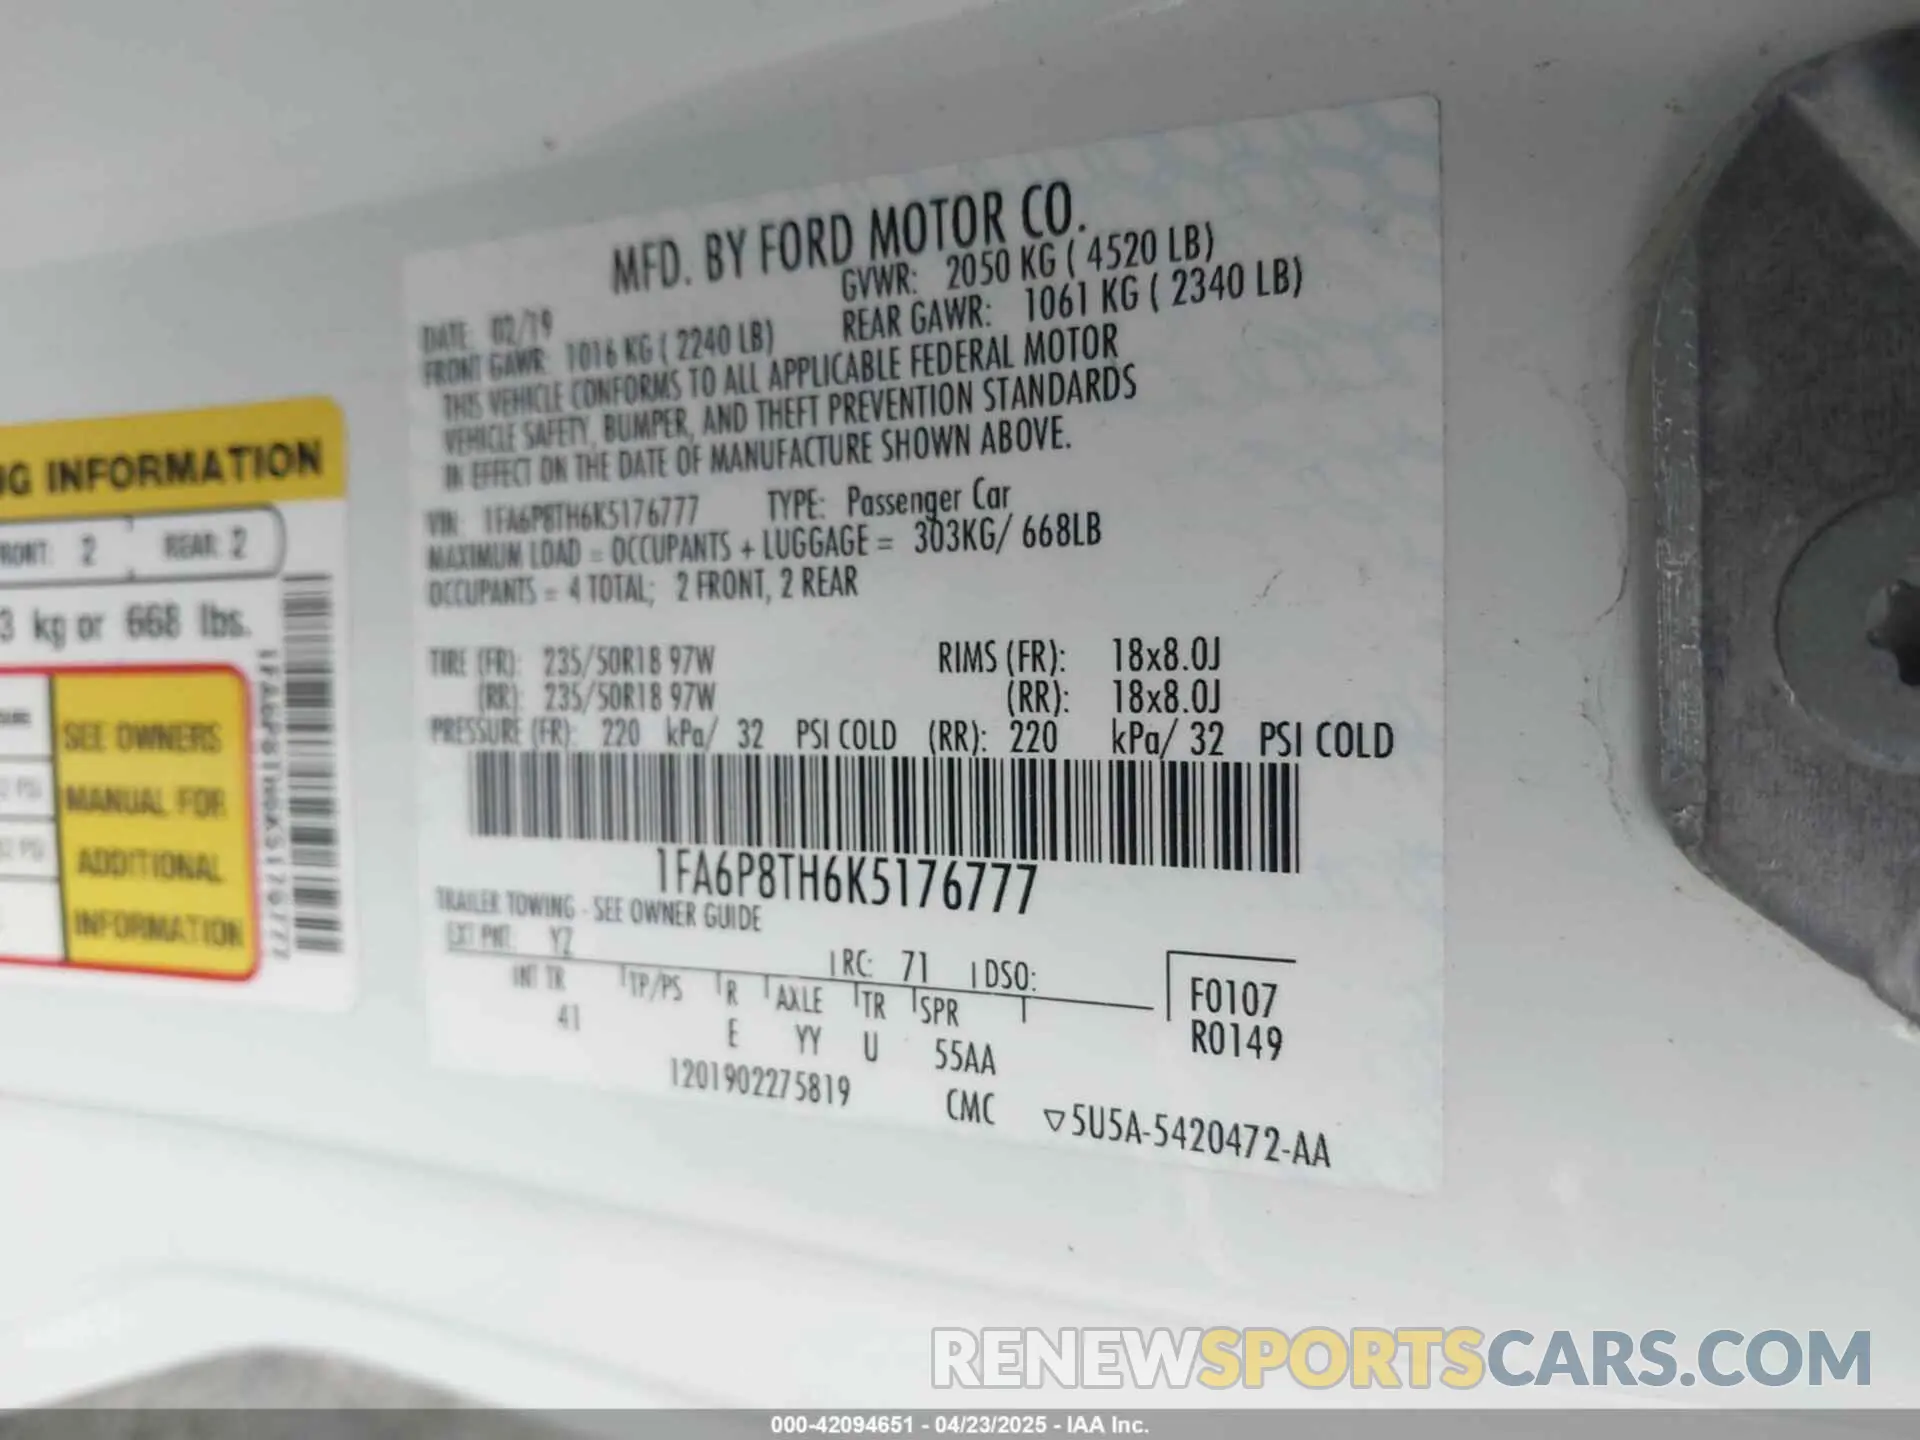 MFD. BY FORD MOTOR CO.
DATE: 02/19 GVWR: 2050 KG ( 4520 LB)
FRONT GAWR: 1016 KG ( 2240 LB) REAR GAWR: 1061 KG ( 2340 LB)
THIS VEHICLE CONFORMS TO ALL APPLICABLE FEDERAL MOTOR
VEHICLE SAFETY, BUMPER, AND THEFT PREVENTION STANDARDS
IN EFFECT ON THE DATE OF MANUFACTURE SHOWN ABOVE.
VIN: 1FA6P8TH6K5176777 TYPE: Passenger Car
MAXIMUM LOAD = OCCUPANTS + LUGGAGE = 303KG/ 668LB
OCCUPANTS = 4 TOTAL; 2 FRONT, 2 REAR
TIRE (FR): 235/50R18 97W RIMS (FR): 18x8.0J
(RR): 235/50R18 97W (RR): 18x8.0J
PRESSURE (FR): 220 kPa/ 32 PSI COLD (RR): 220 kPa/ 32 PSI COLD
1FA6P8TH6K5176777
TRAILER TOWING - SEE OWNER GUIDE
EXT PNT: YZ RC: 71 DSO:
INT TR TP/PS R AXLE TR SPR
41 E YY U 55AA
F0107
R0149
1201902275819 CMC ▽5U5A-5420472-AA
NG INFORMATION
FRONT: 2 REAR: 2
3 kg or 668 lbs.
SEE OWNERS
MANUAL FOR
ADDITIONAL
INFORMATION
1FA6P8TH6K5176777
RENEWSPORTSCARS.COM
000-42094651 - 04/23/2025 - IAA Inc.